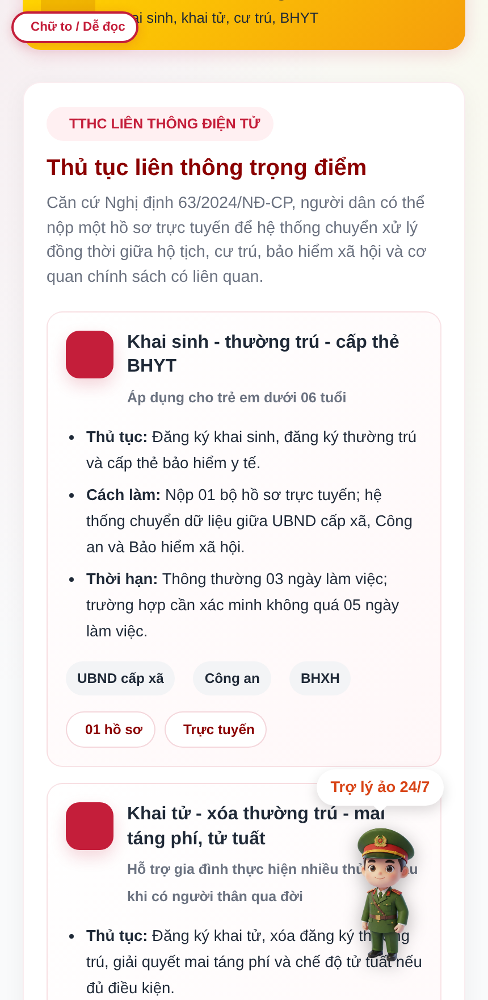 sinh, khai tử, cư trú, BHYT
Chữ to / Dễ đọc
TTHC LIÊN THÔNG ĐIỆN TỬ
Thủ tục liên thông trọng điểm
Căn cứ Nghị định 63/2024/NĐ-CP, người dân có thể
nộp một hồ sơ trực tuyến để hệ thống chuyển xử lý
đồng thời giữa hộ tịch, cư trú, bảo hiểm xã hội và cơ
quan chính sách có liên quan.
Khai sinh - thường trú - cấp thẻ
BHYT
Áp dụng cho trẻ em dưới 06 tuổi
• Thủ tục: Đăng ký khai sinh, đăng ký thường trú
và cấp thẻ bảo hiểm y tế.
• Cách làm: Nộp 01 bộ hồ sơ trực tuyến; hệ
thống chuyển dữ liệu giữa UBND cấp xã, Công
an và Bảo hiểm xã hội.
• Thời hạn: Thông thường 03 ngày làm việc;
trường hợp cần xác minh không quá 05 ngày
làm việc.
UBND cấp xã Công an BHXH
01 hồ sơ Trực tuyến
Trợ lý ảo 24/7
Khai tử - xóa thường trú - mai
táng phí, tử tuất
Hỗ trợ gia đình thực hiện nhiều
khi có người thân qua đời
• Thủ tục: Đăng ký khai tử, xóa đăng ký
trú, giải quyết mai táng phí và chế độ tử tuất nếu
đủ điều kiện.